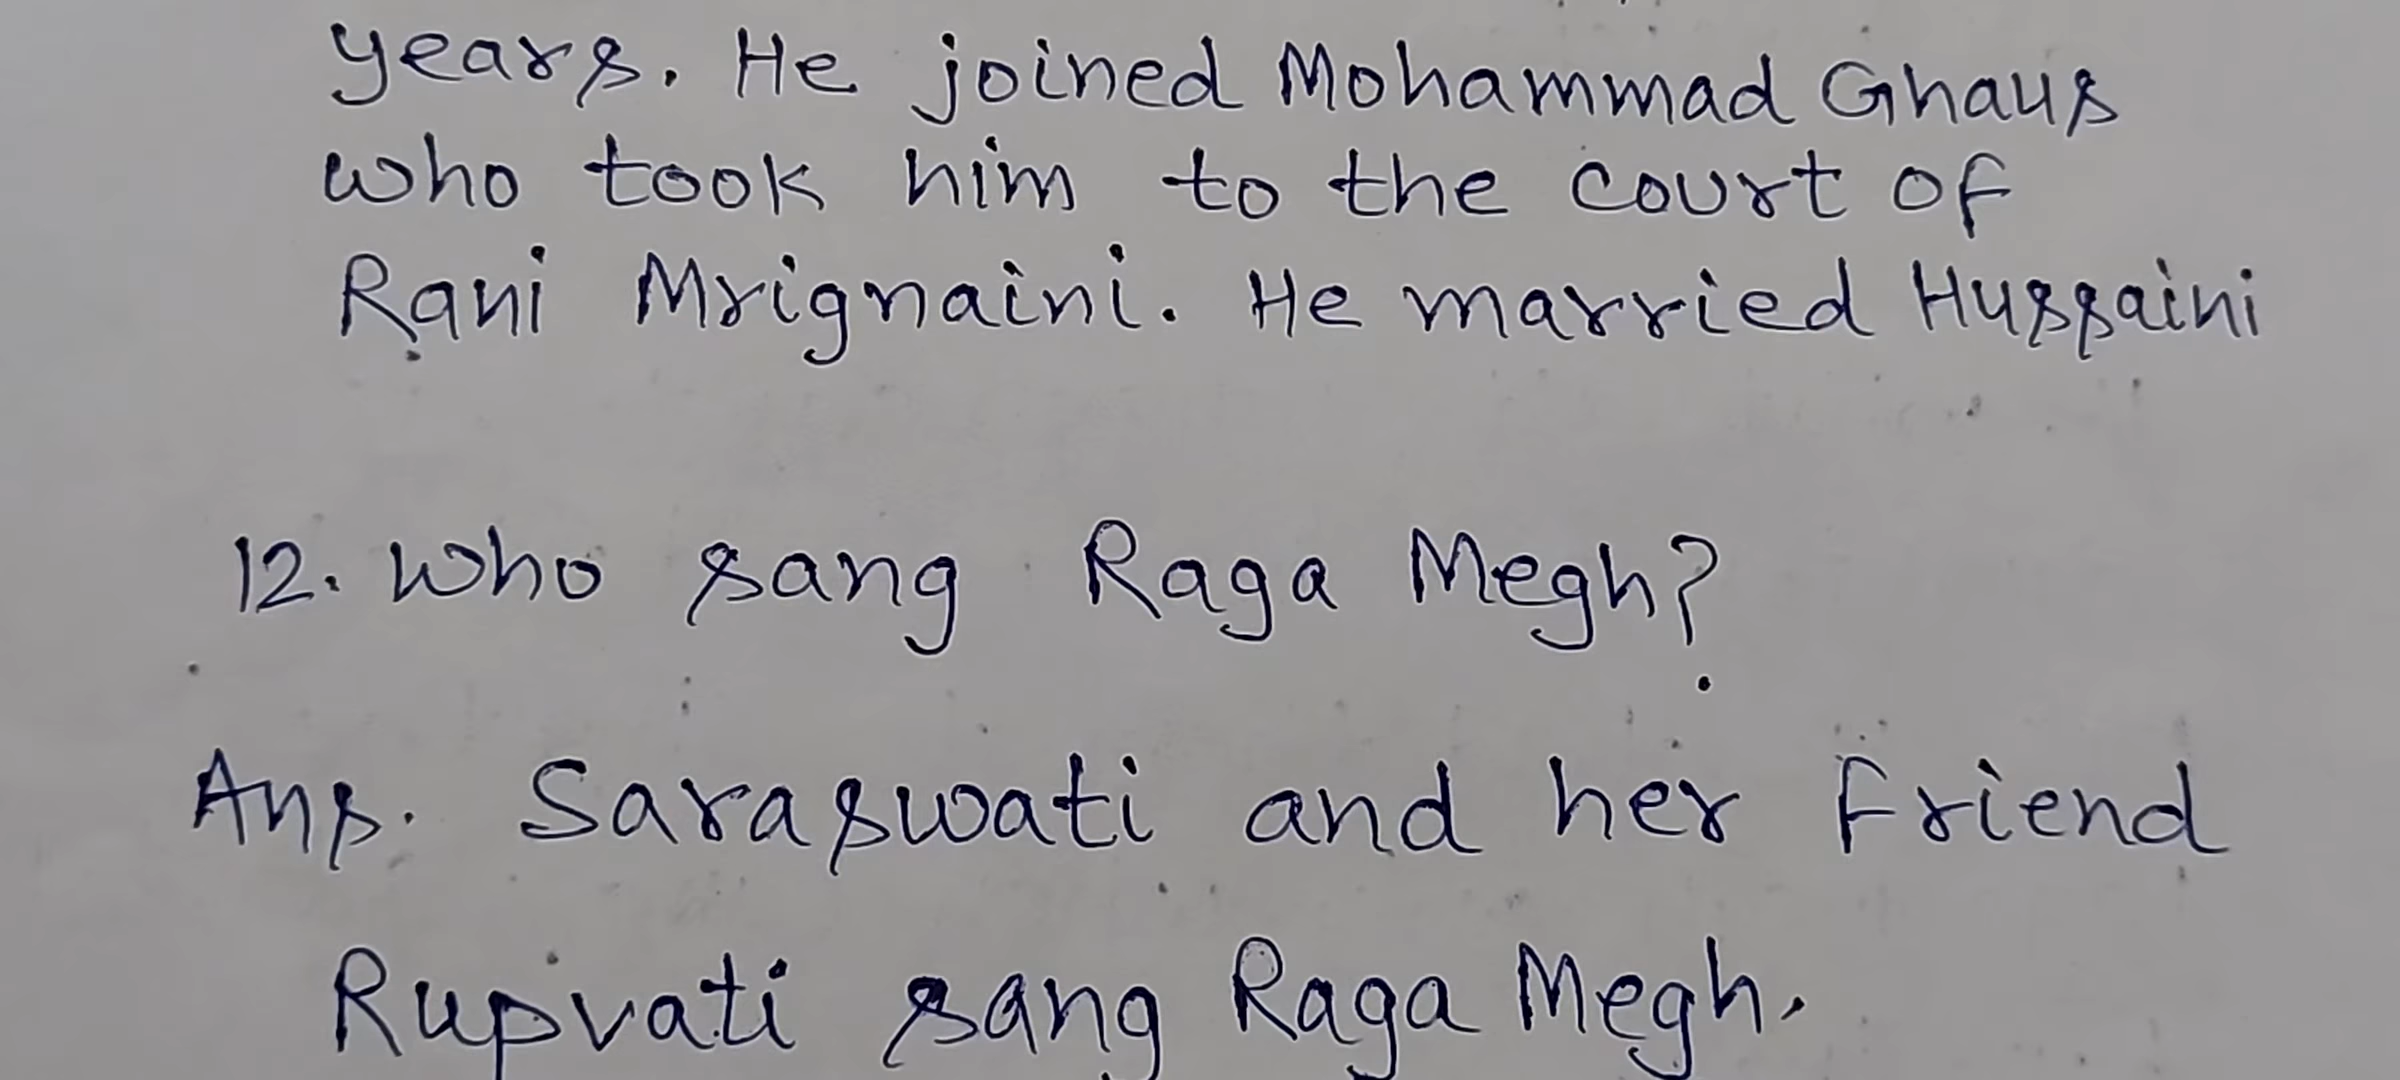 years. He joined Mohammad Ghaus
who took him to the court of
Rani Mrignaini. He married Hussaini
12. Who sang Raga Megh?
Ans. Saraswati and her friend
Rupvati sang Raga Megh.